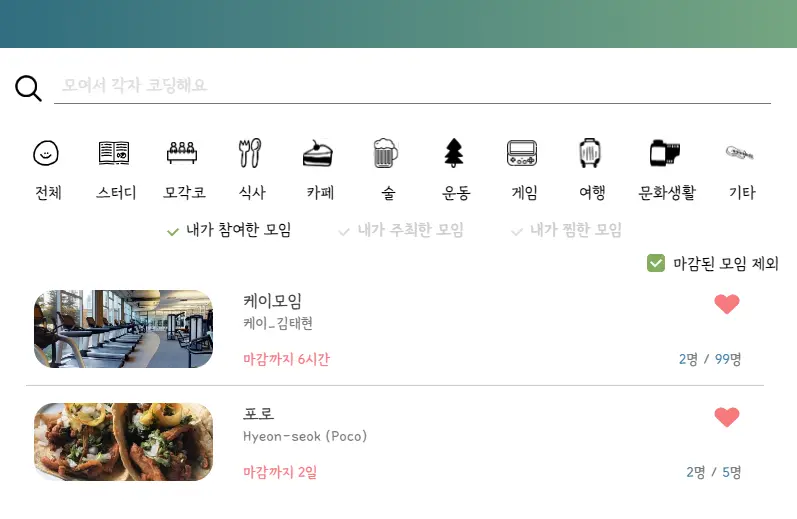 모여서 각자 코딩해요
전체 스터디 모각코 식사 카페 술 운동 게임 여행 문화생활 기타
내가 참여한 모임 내가 주최한 모임 내가 찜한 모임
마감된 모임 제외
케이모임
케이_김태현
마감까지 6시간 2명 / 99명
포로
Hyeon-seok (Poco)
마감까지 2일 2명 / 5명